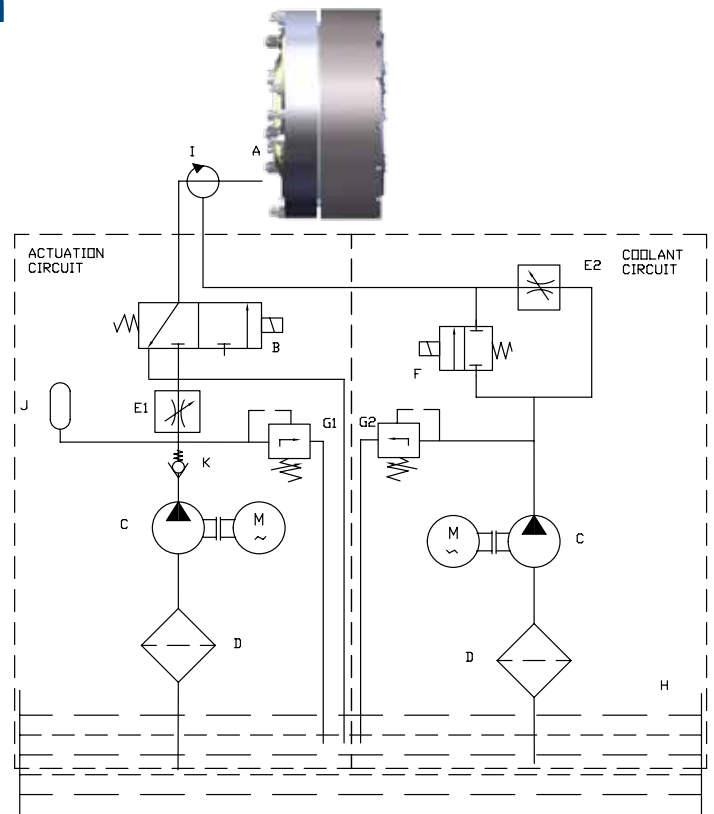 I
A
ACTUATION
CIRCUIT
COOLANT
CIRCUIT
E2
B
F
J
E1
G1
G2
K
C
M
~
M
~
C
D
D
H